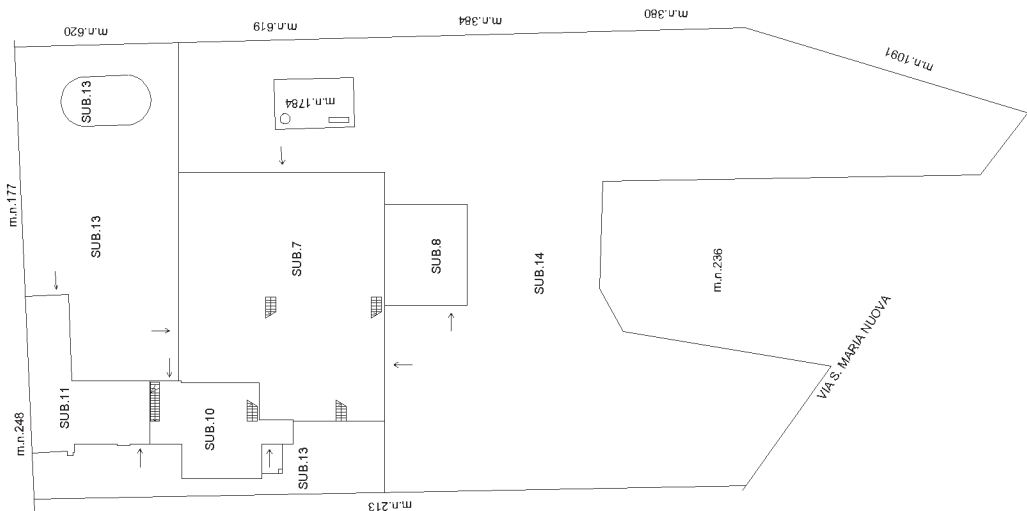 m.n.620
m.n.619
m.n.384
m.n.380
m.n.1091
SUB.13
m.n.1784
m.n.177
SUB.13
SUB.7
SUB.8
SUB.14
m.n.236
VIA S. MARIA NUOVA
SUB.11
SUB.10
m.n.248
SUB.13
m.n.213